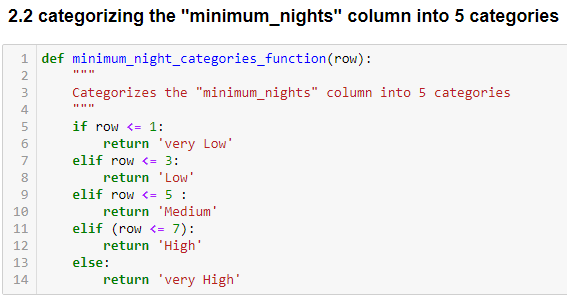 2.2 categorizing the "minimum_nights" column into 5 categories
1 def minimum_night_categories_function(row):
2     """
3     Categorizes the "minimum_nights" column into 5 categories
4     """
5     if row <= 1:
6         return 'very Low'
7     elif row <= 3:
8         return 'Low'
9     elif row <= 5 :
10         return 'Medium'
11     elif (row <= 7):
12         return 'High'
13     else:
14         return 'very High'